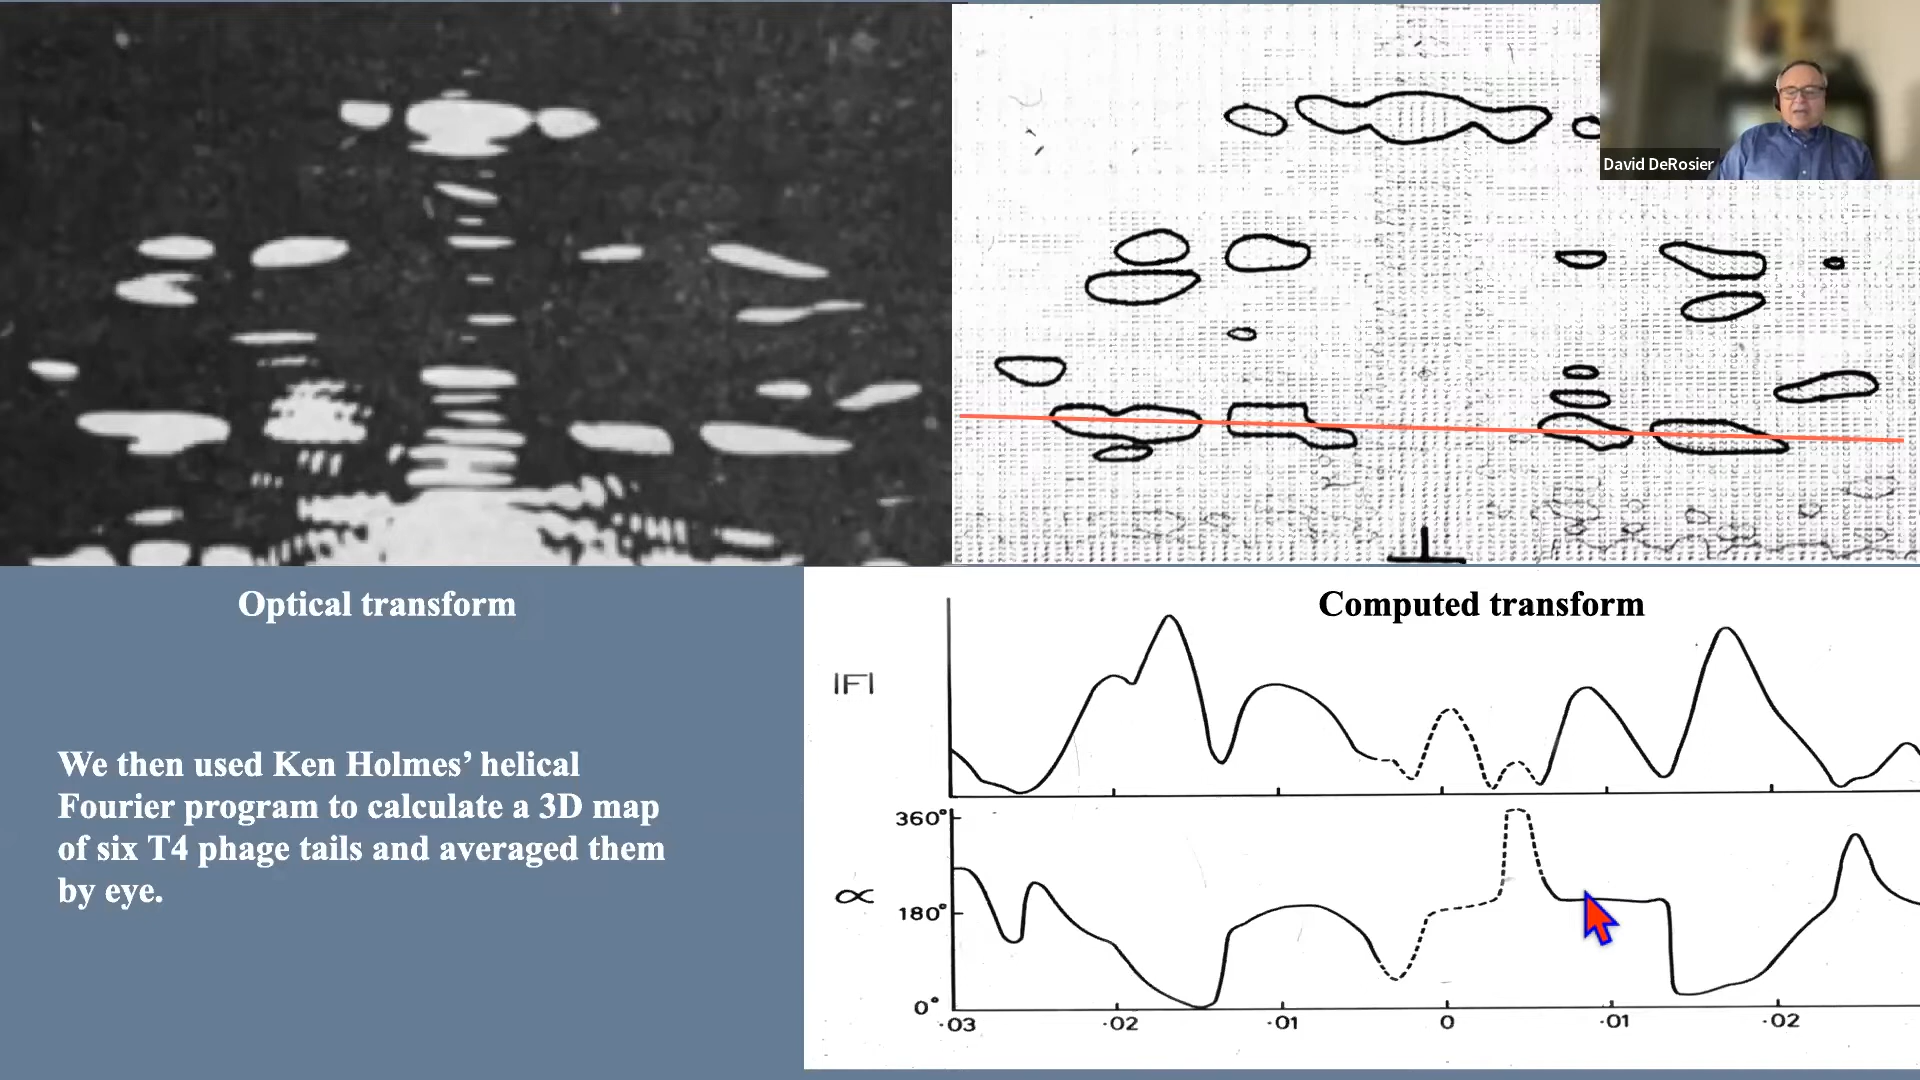 David DeRosier
Optical transform
Computed transform
We then used Ken Holmes’ helical
Fourier program to calculate a 3D map
of six T4 phage tails and averaged them
by eye.
|F|
360°
∝
180°
0°
·03 ·02 ·01 0 ·01 ·02